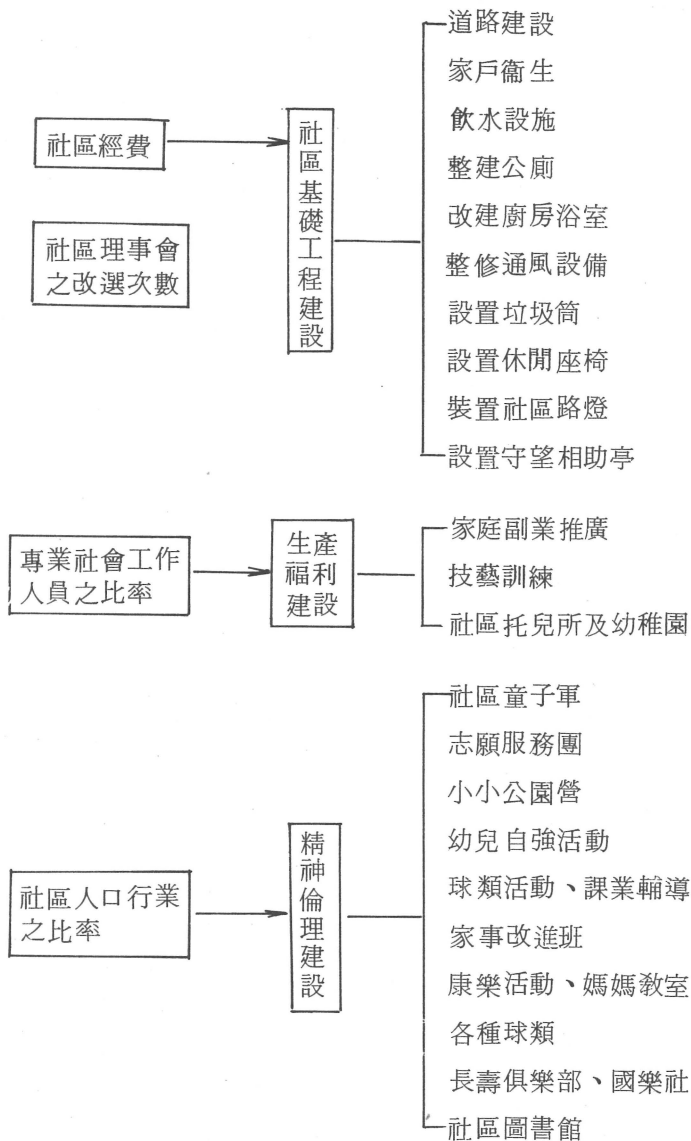 社區經費
社區理事會
之改選次數
社區基礎工程建設
道路建設
家戶衞生
飲水設施
整建公廁
改建廚房浴室
整修通風設備
設置垃圾筒
設置休閒座椅
裝置社區路燈
設置守望相助亭
專業社會工作
人員之比率
生產
福利
建設
家庭副業推廣
技藝訓練
社區托兒所及幼稚園
社區人口行業
之比率
精神倫理建設
社區童子軍
志願服務團
小小公園營
幼兒自強活動
球類活動、課業輔導
家事改進班
康樂活動、媽媽教室
各種球類
長壽俱樂部、國樂社
社區圖書館